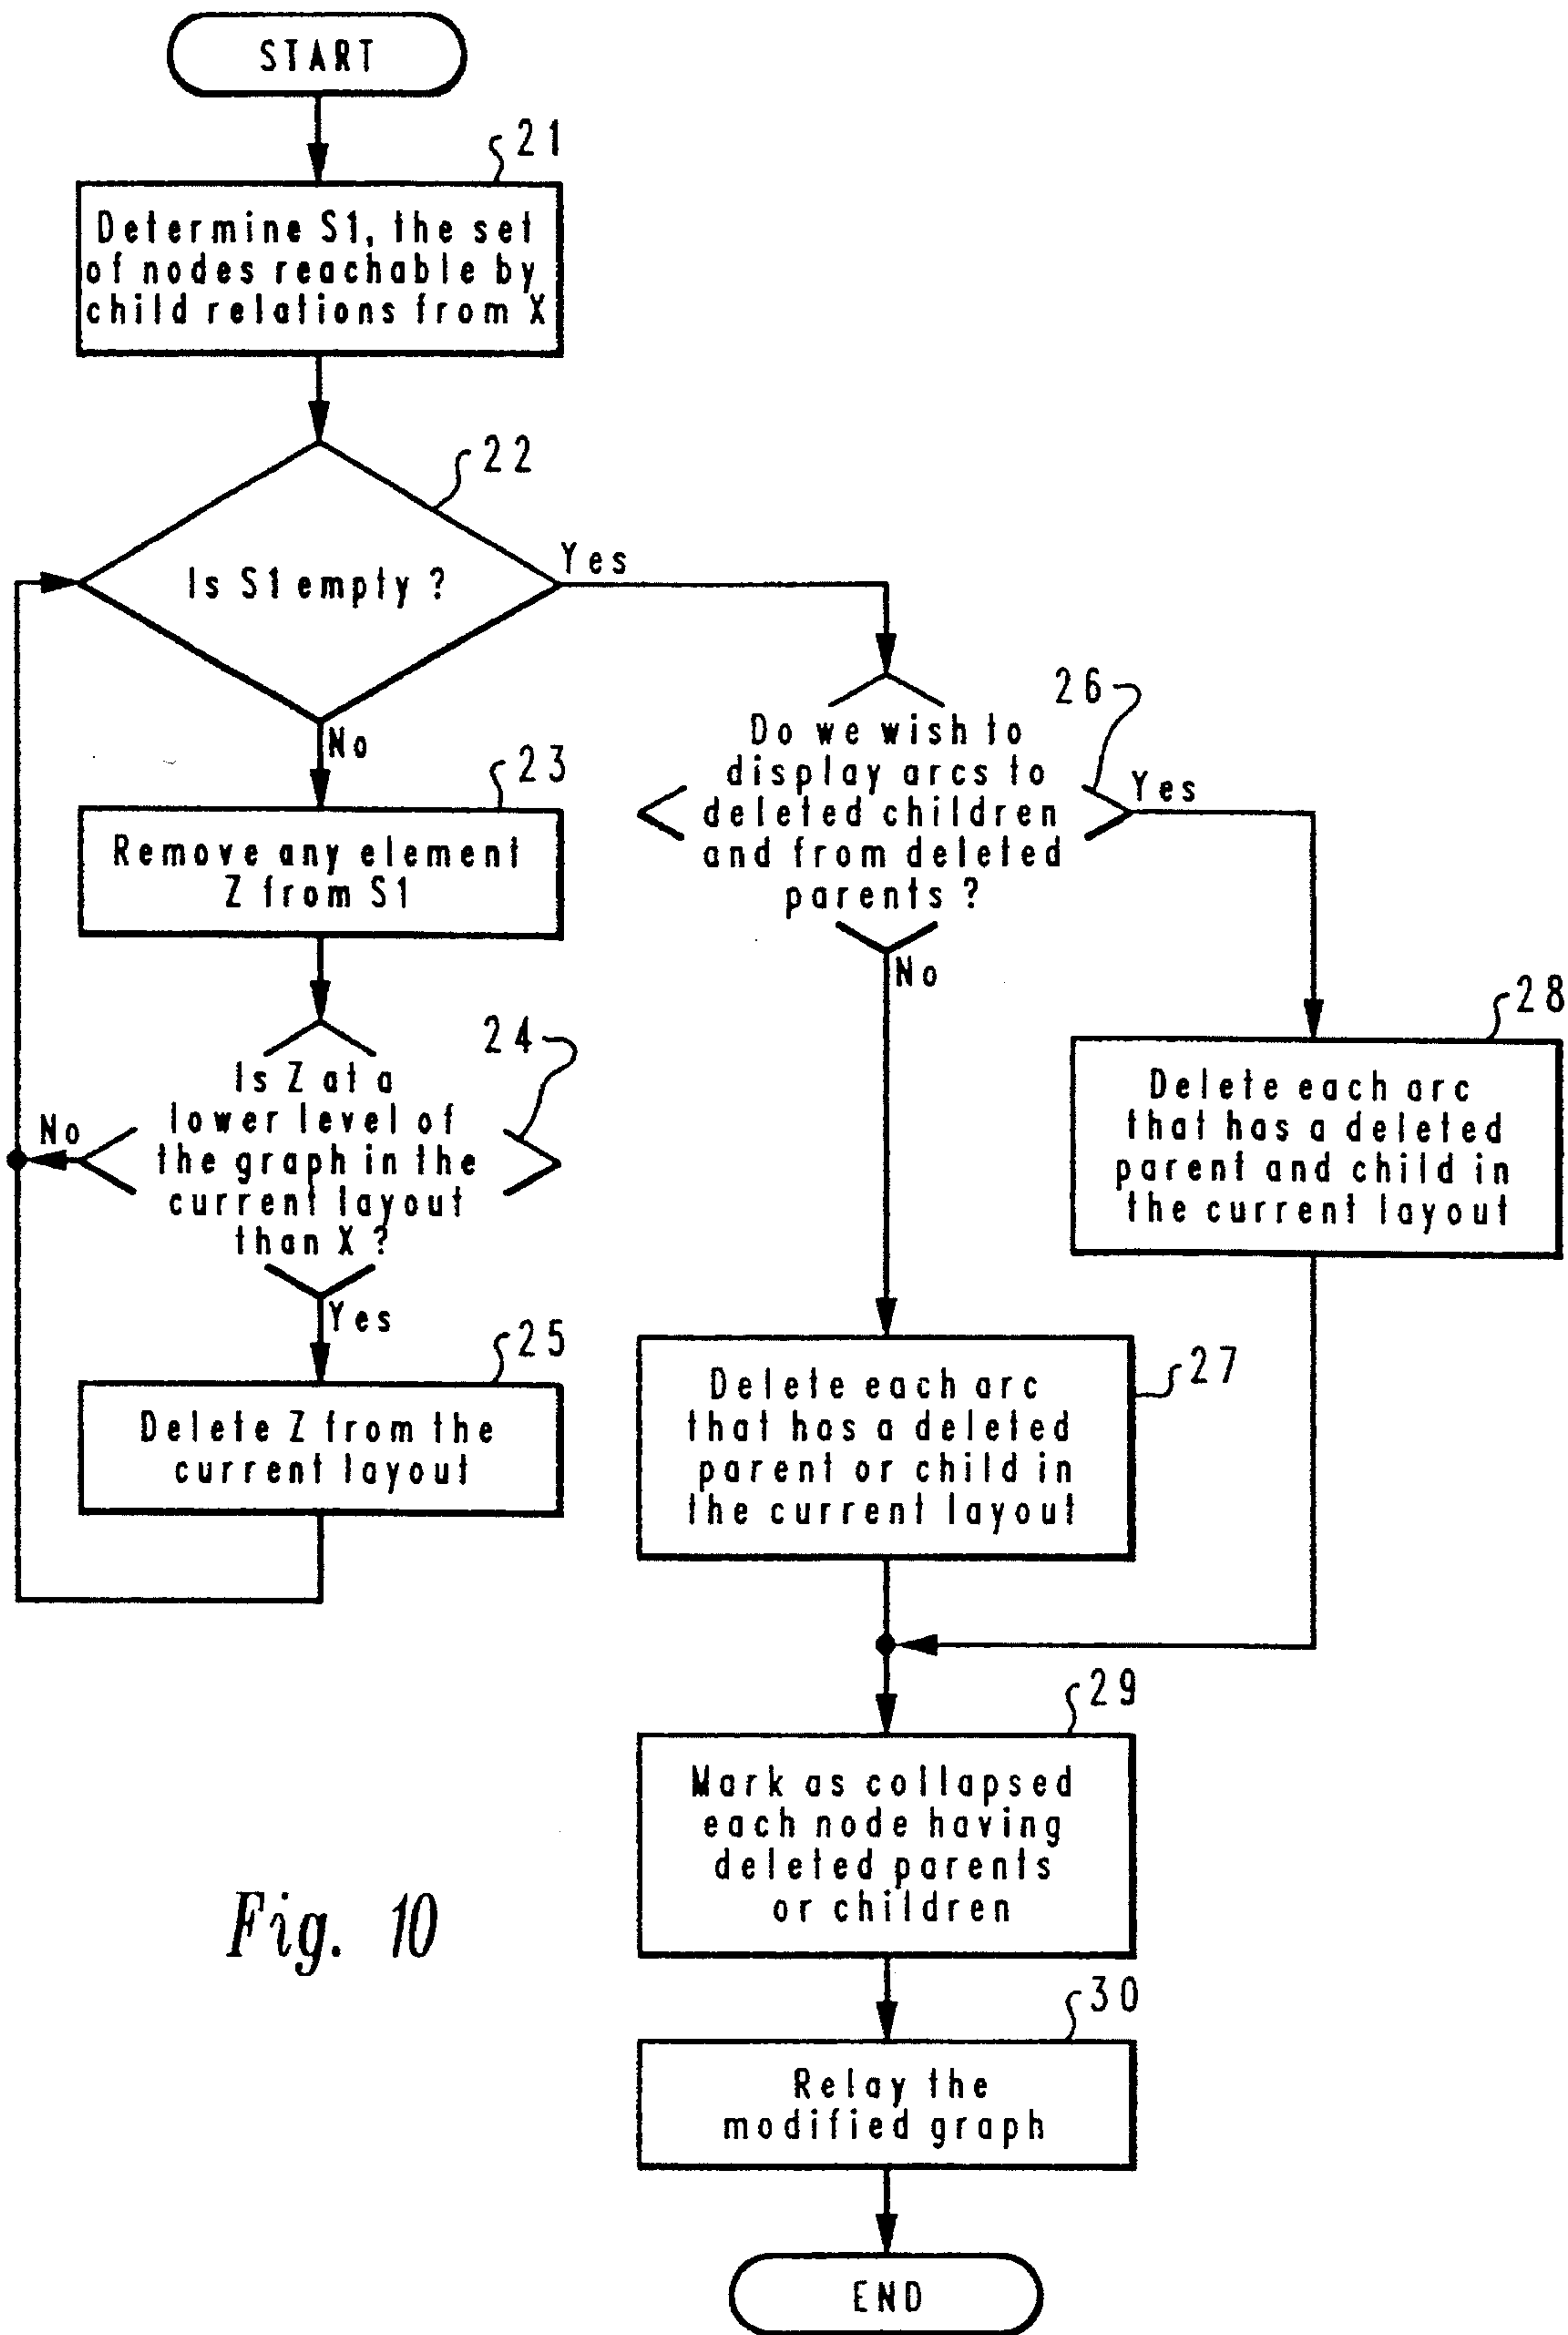 START
21
Determine S1, the set
of nodes reachable by
child relations from X
22
Is S1 empty ?
Yes
No
23
Remove any element
Z from S1
24
Is Z at a
lower level of
the graph in the
current layout
than X ?
No
Yes
25
Delete Z from the
current layout
26
Do we wish to
display arcs to
deleted children
and from deleted
parents ?
Yes
No
28
Delete each arc
that has a deleted
parent and child in
the current layout
27
Delete each arc
that has a deleted
parent or child in
the current layout
29
Mark as collapsed
each node having
deleted parents
or children
30
Relay the
modified graph
END
Fig. 10